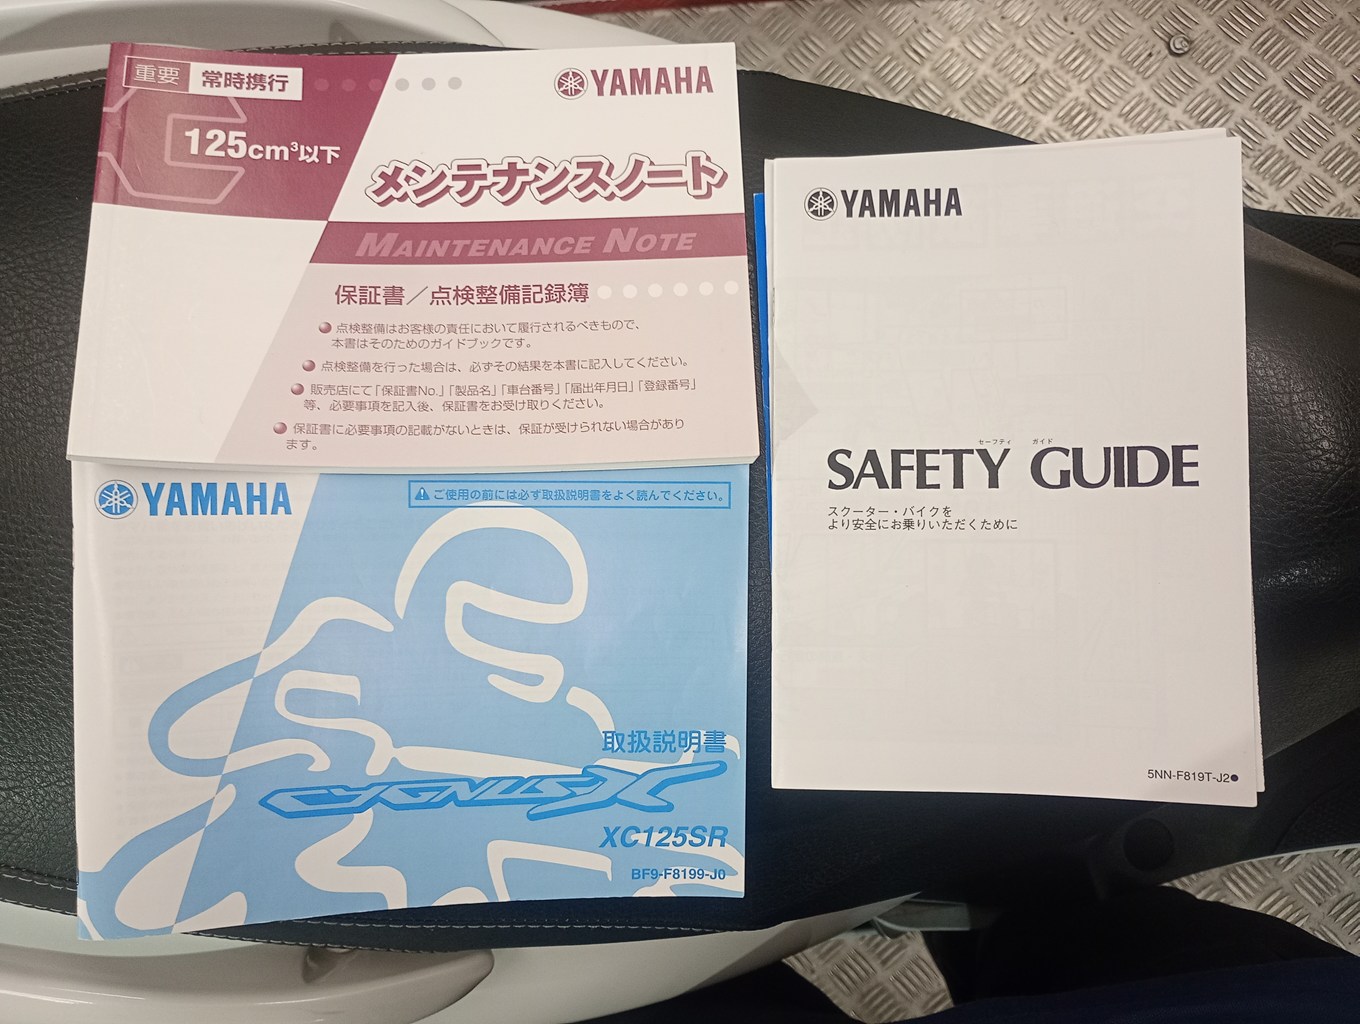 重要 常時携行
YAMAHA
125cm³以下
メンテナンスノート
MAINTENANCE NOTE
保証書／点検整備記録簿
点検整備はお客様の責任において履行されるべきもので、
本書はそのためのガイドブックです。
点検整備を行った場合は、必ずその結果を本書に記入してください。
販売店にて「保証書No.」「製品名」「車台番号」「届出年月日」「登録番号」
等、必要事項を記入後、保証書をお受け取りください。
保証書に必要事項の記載がないときは、保証が受けられない場合があり
ます。
YAMAHA
ご使用の前には必ず取扱説明書をよく読んでください。
取扱説明書
CYGNUS-X
XC125SR
BF9-F8199-J0
YAMAHA
セーフティ ガイド
SAFETY GUIDE
スクーター・バイクを
より安全にお乗りいただくために
5NN-F819T-J2●